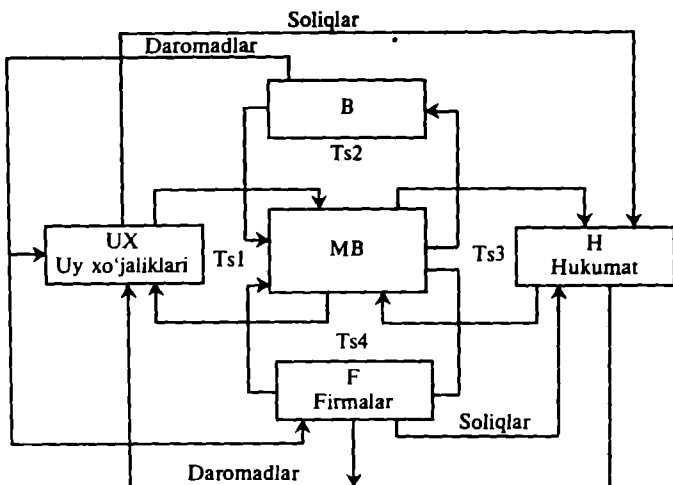 Soliqlar
Daromadlar
B
Ts2
UX
Uy xo‘jaliklari
Ts1
MB
Ts3
H
Hukumat
Ts4
F
Firmalar
Soliqlar
Daromadlar